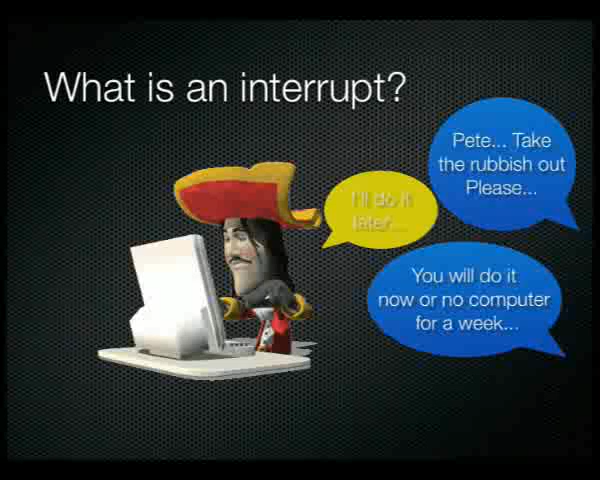 What is an interrupt?
Pete... Take
the rubbish out
Please...
I'll do it
later...
You will do it
now or no computer
for a week...